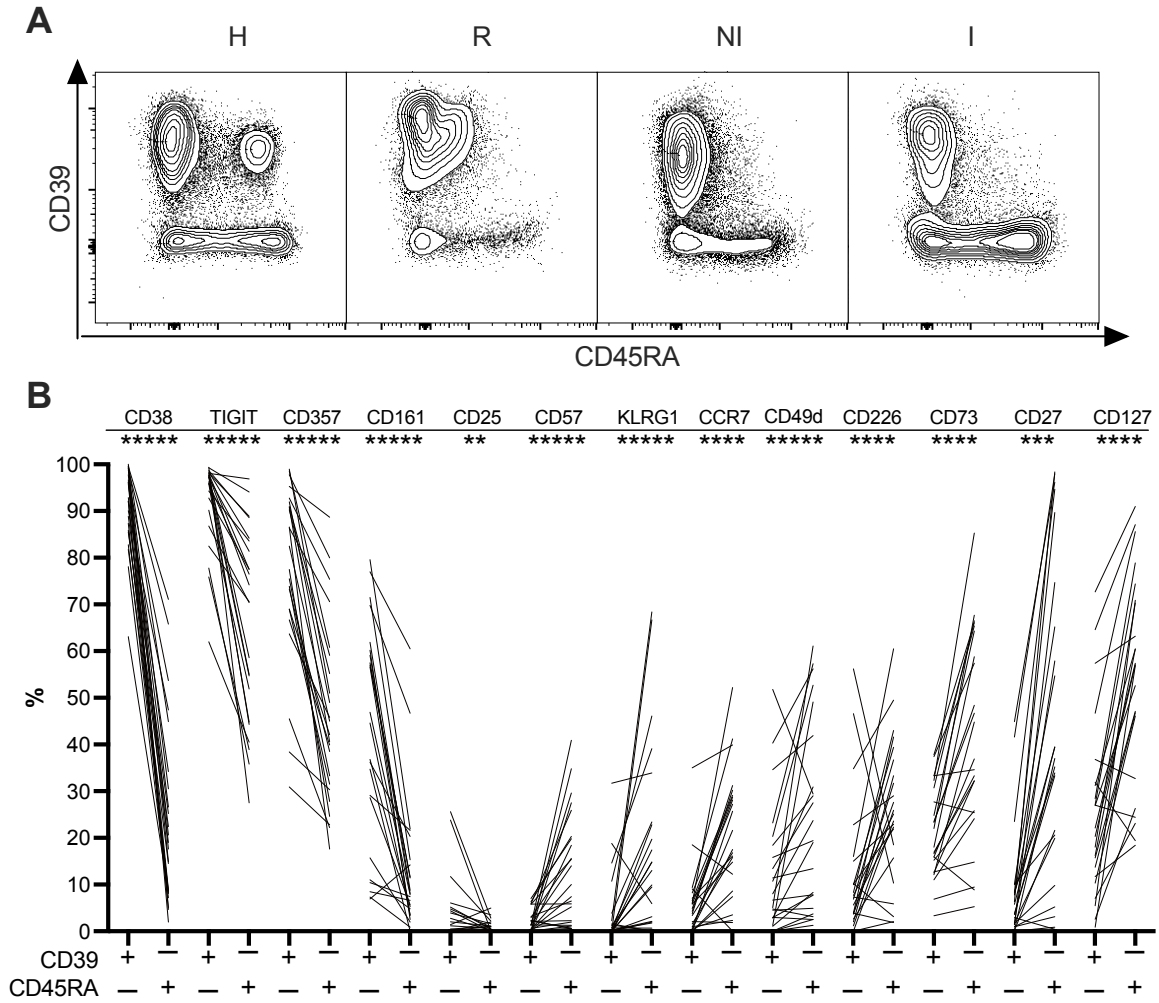 A
H R NI I
CD39
CD45RA
B
CD38 TIGIT CD357 CD161 CD25 CD57 KLRG1 CCR7 CD49d CD226 CD73 CD27 CD127
***** ***** ***** ***** ** ***** ***** **** ***** **** **** *** ****
100
90
80
70
60
50
40
30
20
10
0
%
CD39 + — + — + — + — + — + — + — + — + — + — + — + — + —
CD45RA — + — + — + — + — + — + — + — + — + — + — + — + — +